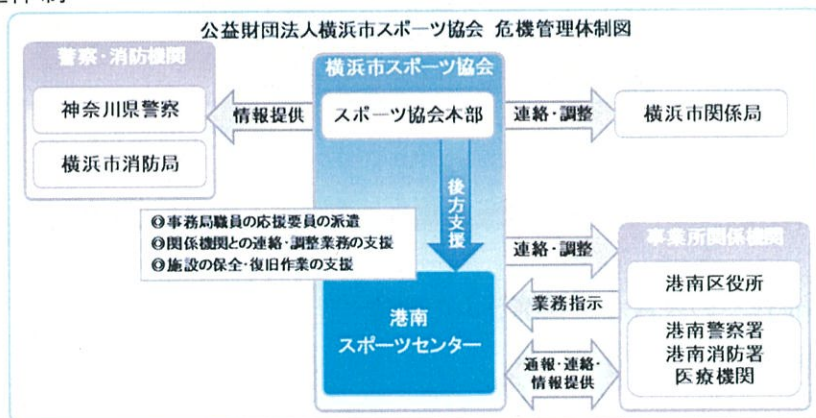 公益財団法人横浜市スポーツ協会 危機管理体制図
警察・消防機関
神奈川県警察
横浜市消防局
情報提供
横浜市スポーツ協会
スポーツ協会本部
連絡・調整
横浜市関係局
後方支援
◎事務局職員の応援要員の派遣
◎関係機関との連絡・調整業務の支援
◎施設の保全・復旧作業の支援
港南
スポーツセンター
連絡・調整
業務指示
通報・連絡・
情報提供
事業所関係機関
港南区役所
港南警察署
港南消防署
医療機関